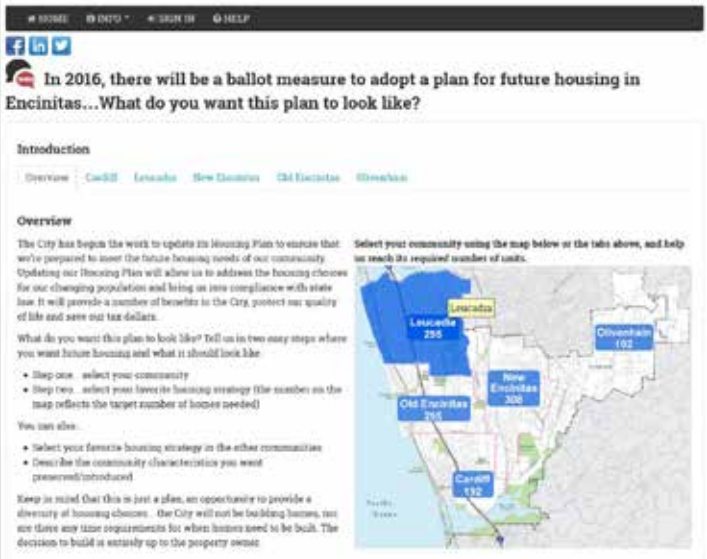 HOME INFO SIGN IN HELP
In 2016, there will be a ballot measure to adopt a plan for future housing in
Encinitas...What do you want this plan to look like?
Introduction
Overview Cardiff Leucadia New Encinitas Old Encinitas Olivenhain
Overview
The City has begun the work to update its Housing Plan to ensure that
we're prepared to meet the future housing needs of our community.
Updating our Housing Plan will allow us to address the housing choices
for our changing population and bring us into compliance with state
law. It will provide a number of benefits to the City, protect our quality
of life and save our tax dollars.
What do you want this plan to look like? Tell us in two easy steps where
you want future housing and what it should look like
• Step one...select your community
• Step two...select your favorite housing strategy (the number on the
map reflects the target number of homes needed)
You can also...
• Select your favorite housing strategy in the other communities
• Describe the community characteristics you want
preserved/introduced
Keep in mind that this is just a plan, an opportunity to provide a
diversity of housing choices...the City will not be building homes, nor
are there any time requirements for when homes need to be built. The
decision to build is entirely up to the property owner.
Select your community using the map below or the tabs above, and help
us reach its required number of units.
Leucadia
Leucadia
295
Olivenhain
192
New
Encinitas
308
Old Encinitas
295
Cardiff
192
Pacific
Ocean